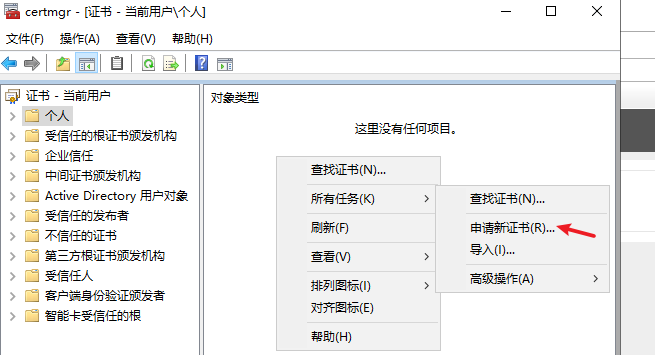 certmgr - [证书 - 当前用户\个人]
文件(F) 操作(A) 查看(V) 帮助(H)
证书 - 当前用户
个人
受信任的根证书颁发机构
企业信任
中间证书颁发机构
Active Directory 用户对象
受信任的发布者
不信任的证书
第三方根证书颁发机构
受信任人
客户端身份验证颁发者
智能卡受信任的根
对象类型
这里没有任何项目。
查找证书(N)...
所有任务(K)
刷新(F)
查看(V)
排列图标(I)
对齐图标(E)
帮助(H)
查找证书(N)...
申请新证书(R)...
导入(I)...
高级操作(A)